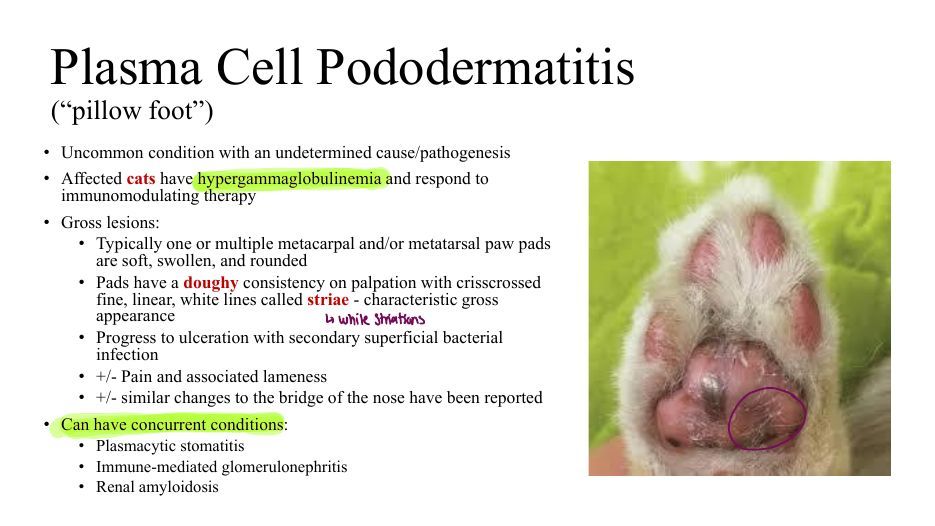 Plasma Cell Pododermatitis
(“pillow foot”)
• Uncommon condition with an undetermined cause/pathogenesis
• Affected cats have hypergammaglobulinemia and respond to
immunomodulating therapy
• Gross lesions:
• Typically one or multiple metacarpal and/or metatarsal paw pads
are soft, swollen, and rounded
• Pads have a doughy consistency on palpation with crisscrossed
fine, linear, white lines called striae - characteristic gross
appearance
↳ while striations
• Progress to ulceration with secondary superficial bacterial
infection
• +/- Pain and associated lameness
• +/- similar changes to the bridge of the nose have been reported
• Can have concurrent conditions:
• Plasmacytic stomatitis
• Immune-mediated glomerulonephritis
• Renal amyloidosis